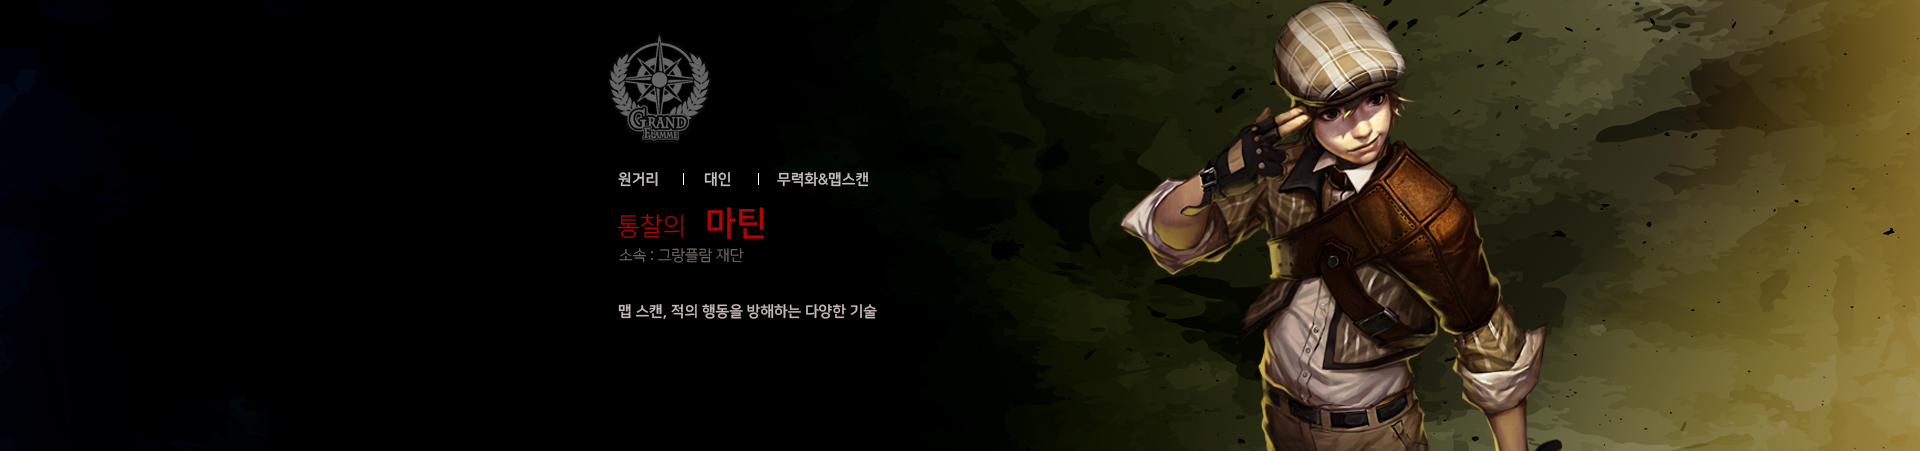 GRAND
FLAMME
원거리 | 대인 | 무력화&맵스캔
통찰의 마틴
소속 : 그랑플람 재단
맵 스캔, 적의 행동을 방해하는 다양한 기술